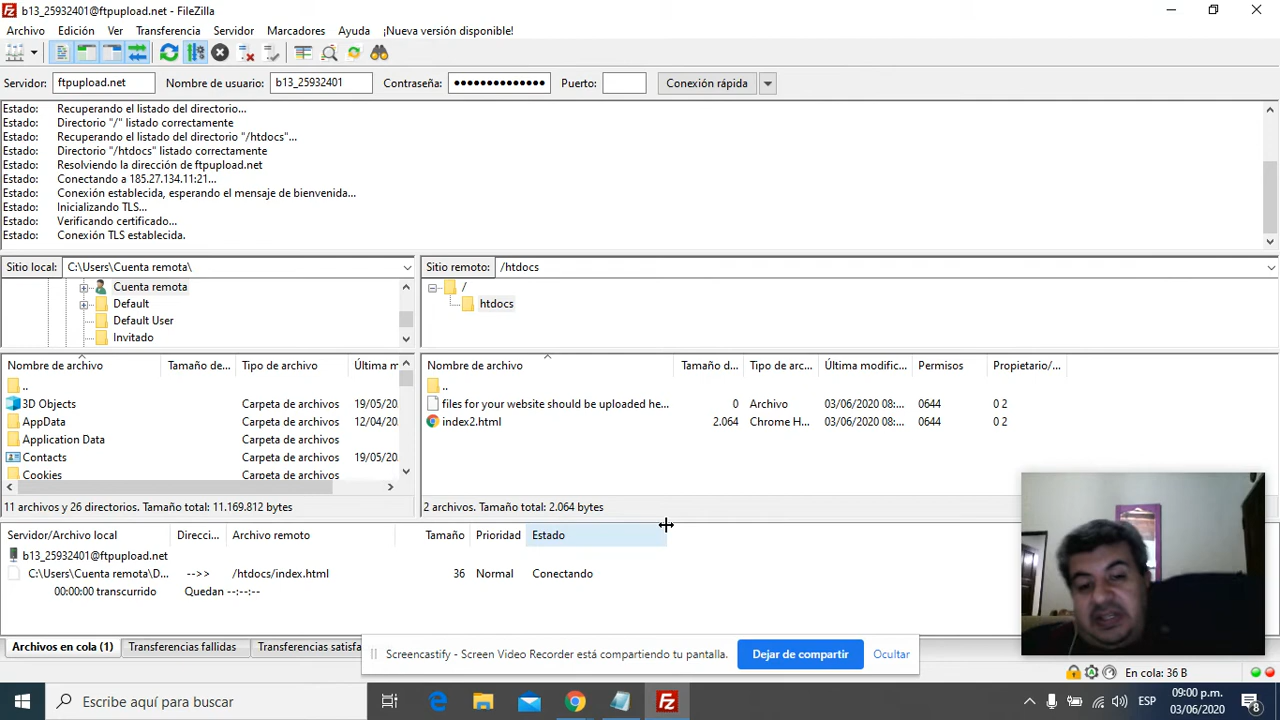 b13_25932401@ftpupload.net - FileZilla
Archivo Edición Ver Transferencia Servidor Marcadores Ayuda ¡Nueva versión disponible!
Servidor: ftpupload.net Nombre de usuario: b13_25932401 Contraseña: ●●●●●●●●●●●●●● Puerto: Conexión rápida
Estado: Recuperando el listado del directorio...
Estado: Directorio "/" listado correctamente
Estado: Recuperando el listado del directorio "/htdocs"...
Estado: Directorio "/htdocs" listado correctamente
Estado: Resolviendo la dirección de ftpupload.net
Estado: Conectando a 185.27.134.11:21...
Estado: Conexión establecida, esperando el mensaje de bienvenida...
Estado: Inicializando TLS...
Estado: Verificando certificado...
Estado: Conexión TLS establecida.
Sitio local: C:\Users\Cuenta remota\
Cuenta remota
Default
Default User
Invitado
Sitio remoto: /htdocs
/
htdocs
Nombre de archivo Tamaño de... Tipo de archivo Última m
..
3D Objects Carpeta de archivos 19/05/20
AppData Carpeta de archivos 12/04/20
Application Data Carpeta de archivos
Contacts Carpeta de archivos 19/05/20
Cookies Carpeta de archivos
11 archivos y 26 directorios. Tamaño total: 11.169.812 bytes
Nombre de archivo Tamaño d... Tipo de arc... Última modific... Permisos Propietario/...
..
files for your website should be uploaded he... 0 Archivo 03/06/2020 08:... 0644 0 2
index2.html 2.064 Chrome H... 03/06/2020 08:... 0644 0 2
2 archivos. Tamaño total: 2.064 bytes
Servidor/Archivo local Direcci... Archivo remoto Tamaño Prioridad Estado
b13_25932401@ftpupload.net
C:\Users\Cuenta remota\D... -->> /htdocs/index.html 36 Normal Conectando
00:00:00 transcurrido Quedan --:--:--
Archivos en cola (1) Transferencias fallidas Transferencias satisfa
Screencastify - Screen Video Recorder está compartiendo tu pantalla. Dejar de compartir Ocultar
En cola: 36 B
Escribe aquí para buscar
ESP
09:00 p.m.
03/06/2020
8